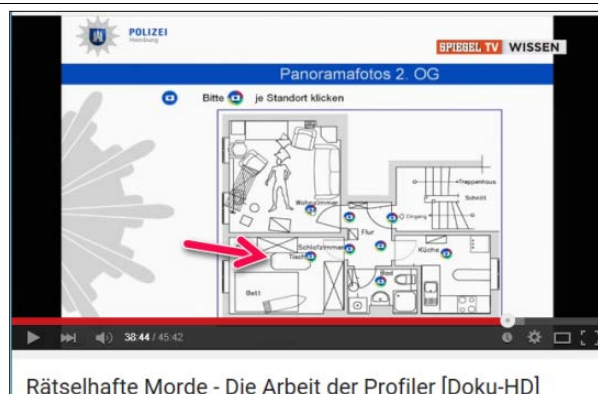 POLIZEI
Hamburg
SPIEGEL TV WISSEN
Panoramafotos 2. OG
Bitte je Standort klicken
Wohnzimmer
Treppenhaus
Schnitt
Eingang
Flur
Schlafzimmer
Küche
Tisch
Bad
Bett
38:44 / 45:42
Rätselhafte Morde - Die Arbeit der Profiler [Doku-HD]